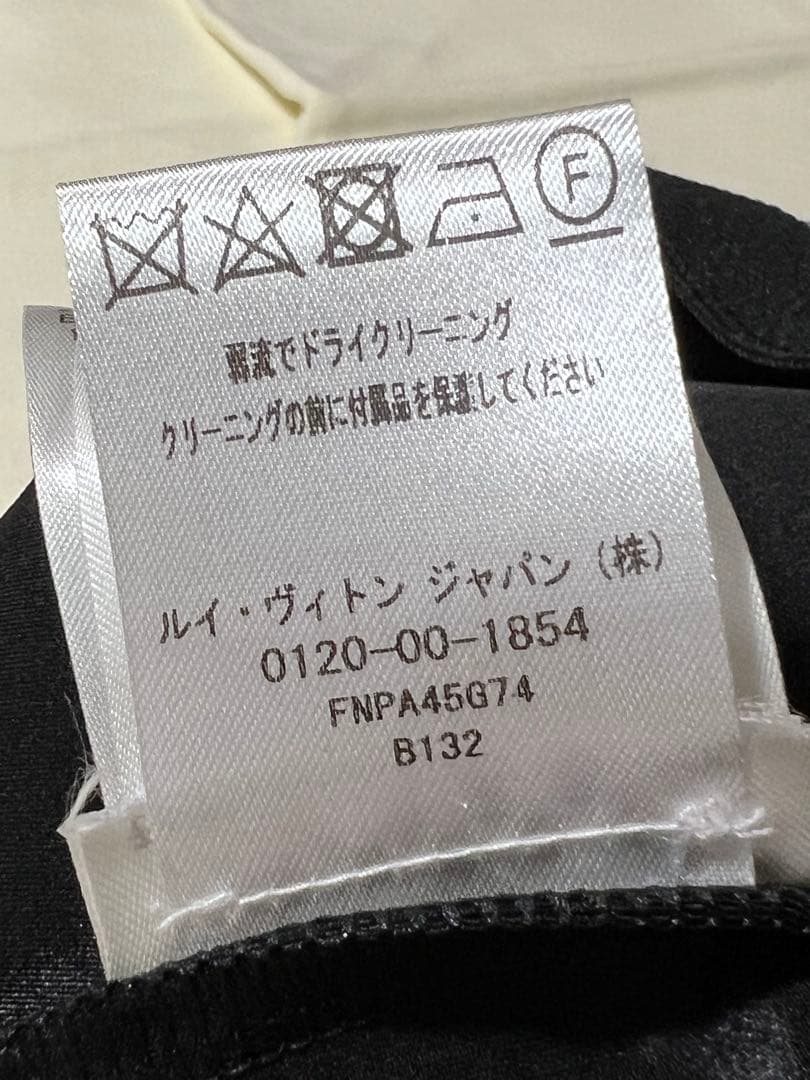 F
弱流でドライクリーニング
クリーニングの前に付属品を保護してください
ルイ・ヴィトン ジャパン (株)
0120-00-1854
FNPA45G74
B132